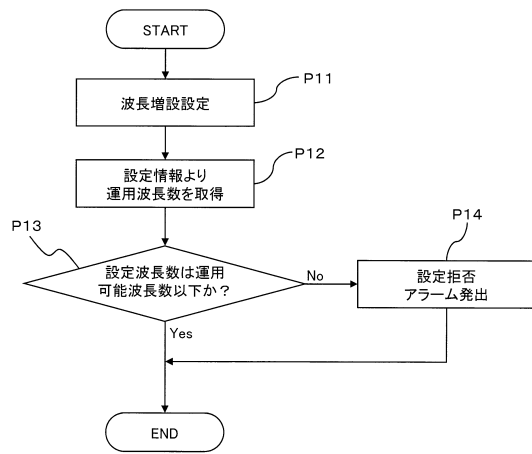 START
P11
波長増設設定
P12
設定情報より
運用波長数を取得
P13
設定波長数は運用
可能波長数以下か?
No
P14
設定拒否
アラーム発出
Yes
END